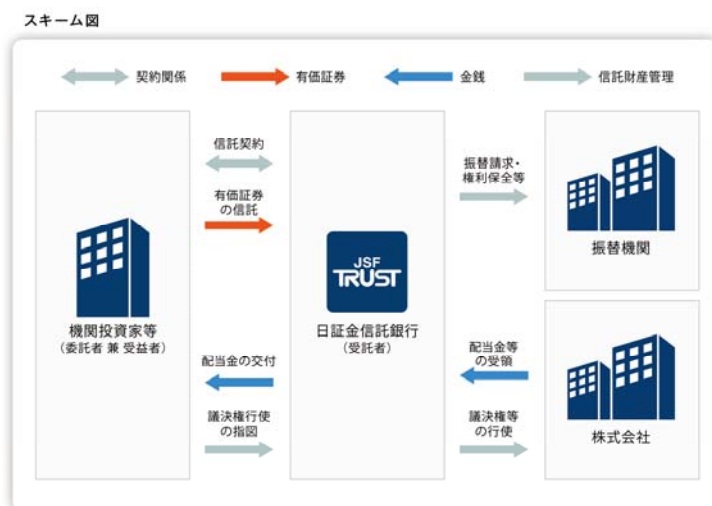 スキーム図
契約関係
有価証券
金銭
信託財産管理
信託契約
有価証券
の信託
機関投資家等
（委託者 兼 受益者）
配当金の交付
議決権行使
の指図
JSF
TRUST
日証金信託銀行
（受託者）
振替請求・
権利保全等
振替機関
配当金等
の受領
議決権等
の行使
株式会社